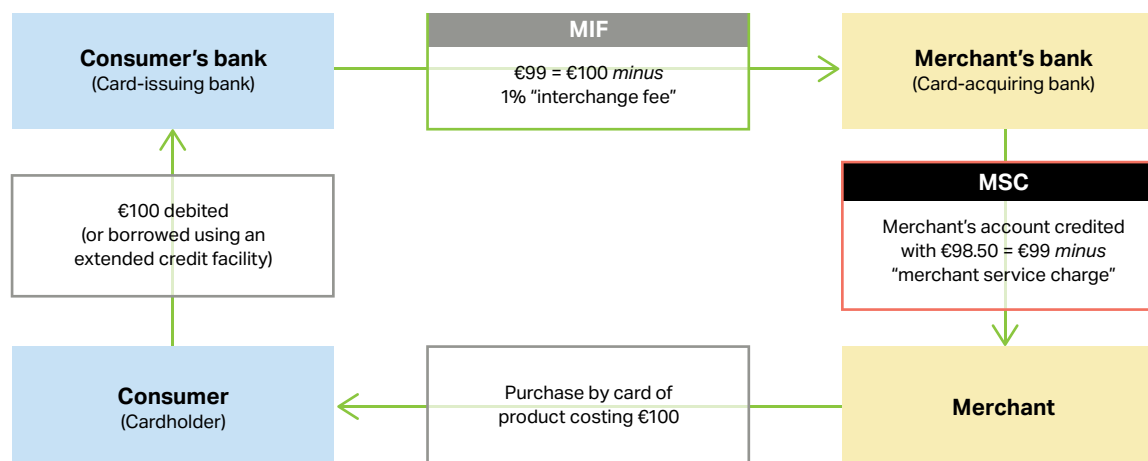 Consumer’s bank
(Card-issuing bank)
MIF
€99 = €100 minus
1% “interchange fee”
Merchant’s bank
(Card-acquiring bank)
€100 debited
(or borrowed using an
extended credit facility)
MSC
Merchant’s account credited
with €98.50 = €99 minus
“merchant service charge”
Consumer
(Cardholder)
Purchase by card of
product costing €100
Merchant